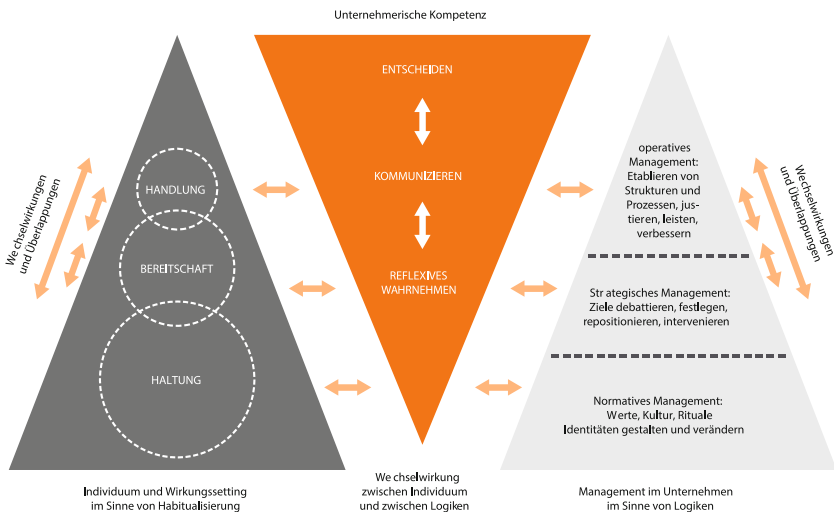 Unternehmerische Kompetenz
We chselwirkungen
und Überlappungen
HANDLUNG
BEREITSCHAFT
HALTUNG
Individuum und Wirkungssetting
im Sinne von Habitualisierung
ENTSCHEIDEN
KOMMUNIZIEREN
REFLEXIVES
WAHRNEHMEN
We chselwirkung
zwischen Individuum
und zwischen Logiken
operatives
Management:
Etablieren von
Strukturen und
Prozessen, jus-
tieren, leisten,
verbessern
Str ategisches Management:
Ziele debattieren, festlegen,
repositionieren, intervenieren
Normatives Management:
Werte, Kultur, Rituale
Identitäten gestalten und verändern
Management im Unternehmen
im Sinne von Logiken
We chselwirkungen
und Überlappungen